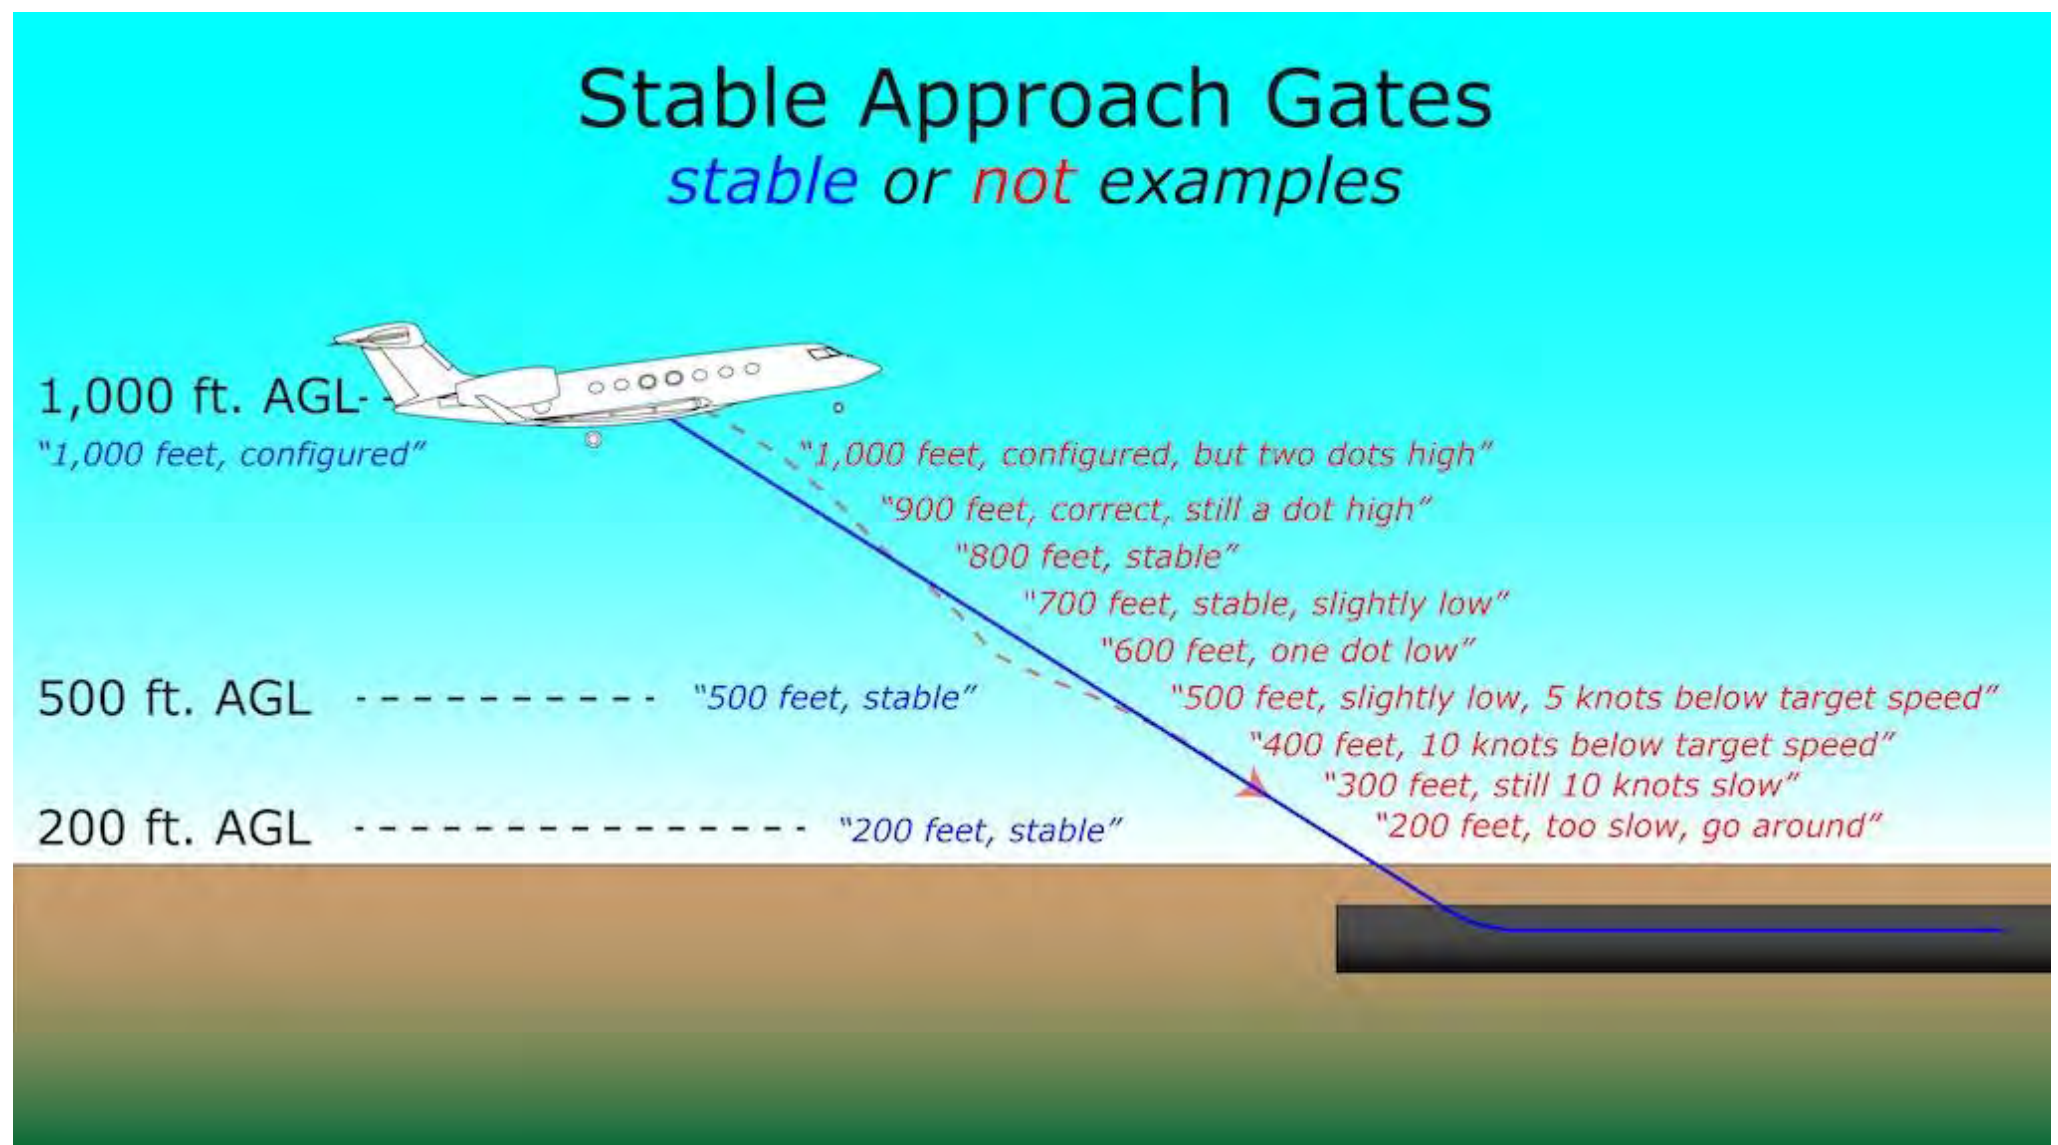 Stable Approach Gates
stable or not examples
1,000 ft. AGL
“1,000 feet, configured”
“1,000 feet, configured, but two dots high”
“900 feet, correct, still a dot high”
“800 feet, stable”
“700 feet, stable, slightly low”
“600 feet, one dot low”
500 ft. AGL
“500 feet, stable”
“500 feet, slightly low, 5 knots below target speed”
“400 feet, 10 knots below target speed”
“300 feet, still 10 knots slow”
200 ft. AGL
“200 feet, stable”
“200 feet, too slow, go around”